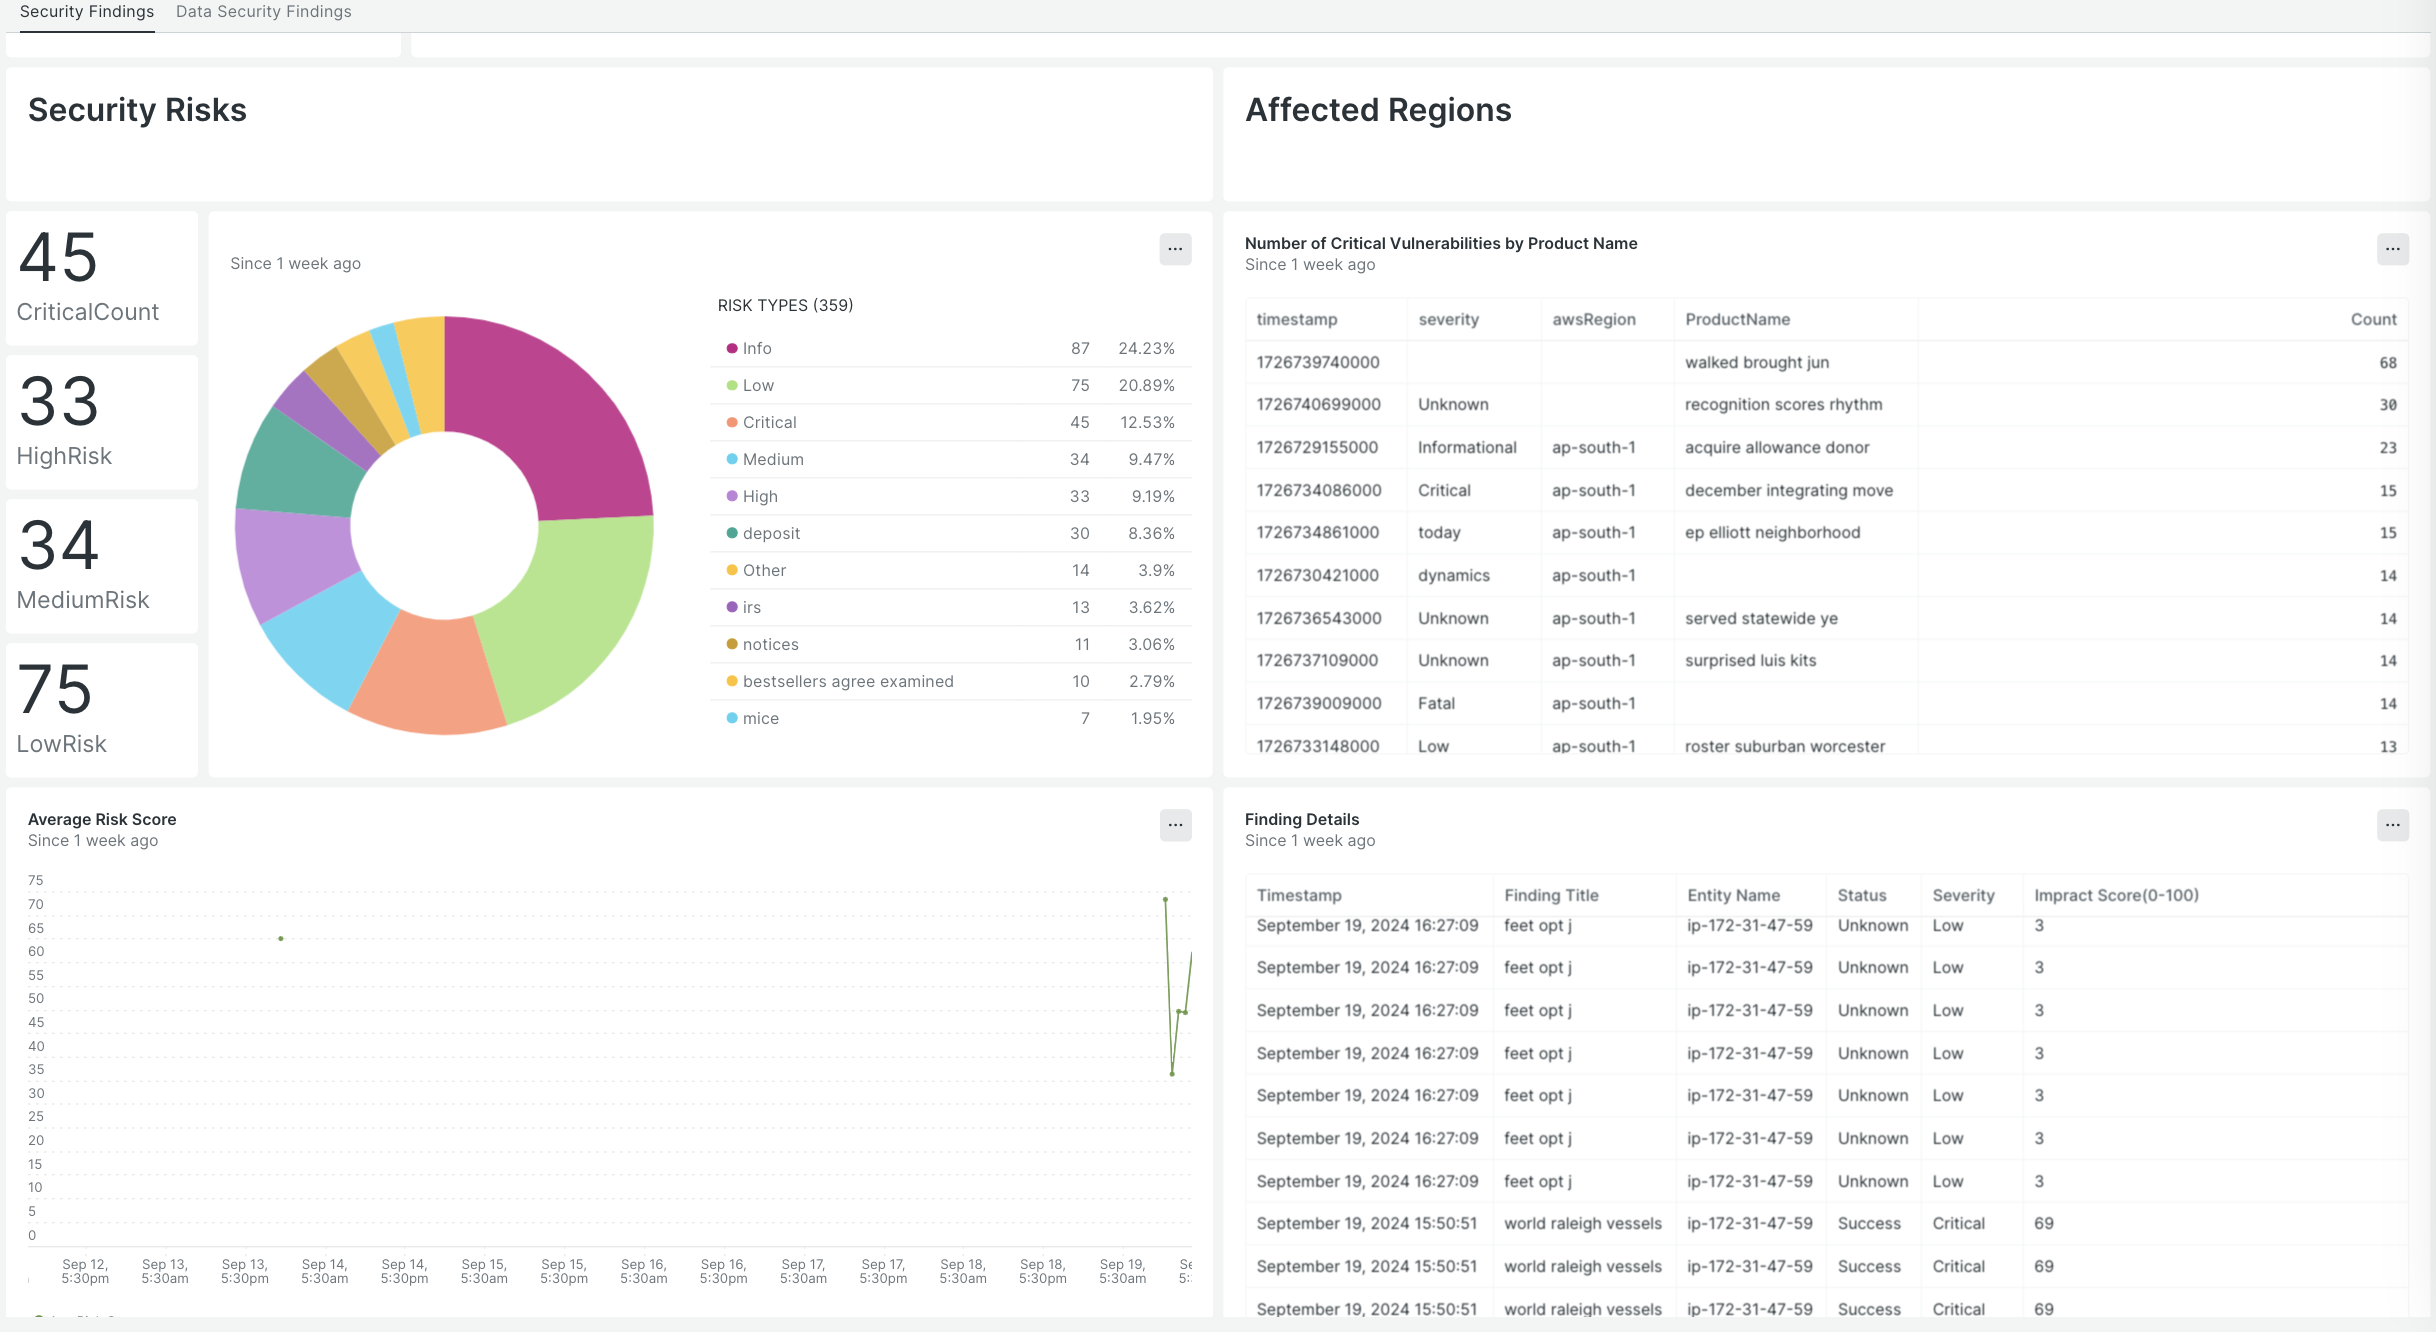 Security Findings Data Security Findings
Security Risks
Affected Regions
45
CriticalCount
33
HighRisk
34
MediumRisk
75
LowRisk
Since 1 week ago
...
RISK TYPES (359)
Info 87 24.23%
Low 75 20.89%
Critical 45 12.53%
Medium 34 9.47%
High 33 9.19%
deposit 30 8.36%
Other 14 3.9%
irs 13 3.62%
notices 11 3.06%
bestsellers agree examined 10 2.79%
mice 7 1.95%
Number of Critical Vulnerabilities by Product Name
Since 1 week ago
...
timestamp severity awsRegion ProductName Count
1726739740000 walked brought jun 68
1726740699000 Unknown recognition scores rhythm 30
1726729155000 Informational ap-south-1 acquire allowance donor 23
1726734086000 Critical ap-south-1 december integrating move 15
1726734861000 today ap-south-1 ep elliott neighborhood 15
1726730421000 dynamics ap-south-1 14
1726736543000 Unknown ap-south-1 served statewide ye 14
1726737109000 Unknown ap-south-1 surprised luis kits 14
1726739009000 Fatal ap-south-1 14
1726733148000 Low ap-south-1 roster suburban worcester 13
Average Risk Score
Since 1 week ago
...
75
70
65
60
55
50
45
40
35
30
25
20
15
10
5
0
Sep 12, 5:30pm
Sep 13, 5:30am
Sep 13, 5:30pm
Sep 14, 5:30am
Sep 14, 5:30pm
Sep 15, 5:30am
Sep 15, 5:30pm
Sep 16, 5:30am
Sep 16, 5:30pm
Sep 17, 5:30am
Sep 17, 5:30pm
Sep 18, 5:30am
Sep 18, 5:30pm
Sep 19, 5:30am
Finding Details
Since 1 week ago
...
Timestamp Finding Title Entity Name Status Severity Impract Score(0-100)
September 19, 2024 16:27:09 feet opt j ip-172-31-47-59 Unknown Low 3
September 19, 2024 16:27:09 feet opt j ip-172-31-47-59 Unknown Low 3
September 19, 2024 16:27:09 feet opt j ip-172-31-47-59 Unknown Low 3
September 19, 2024 16:27:09 feet opt j ip-172-31-47-59 Unknown Low 3
September 19, 2024 16:27:09 feet opt j ip-172-31-47-59 Unknown Low 3
September 19, 2024 16:27:09 feet opt j ip-172-31-47-59 Unknown Low 3
September 19, 2024 16:27:09 feet opt j ip-172-31-47-59 Unknown Low 3
September 19, 2024 15:50:51 world raleigh vessels ip-172-31-47-59 Success Critical 69
September 19, 2024 15:50:51 world raleigh vessels ip-172-31-47-59 Success Critical 69
September 19, 2024 15:50:51 world raleigh vessels ip-172-31-47-59 Success Critical 69